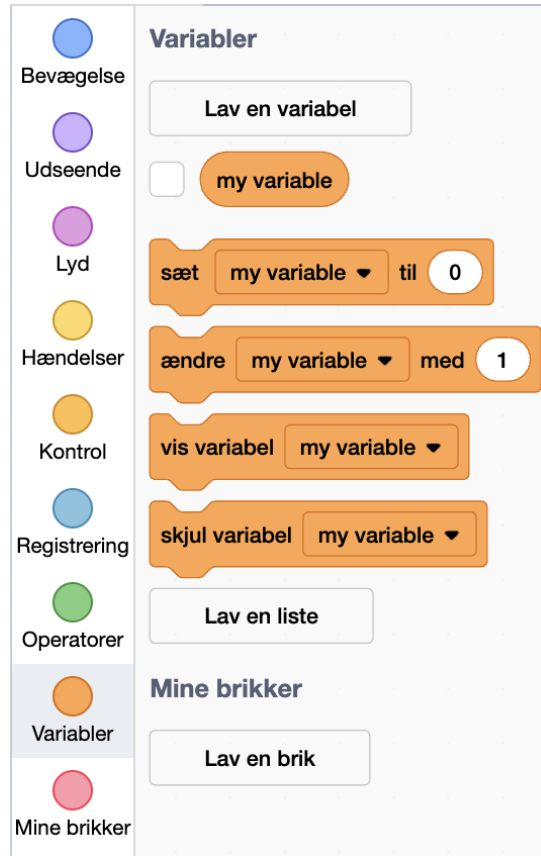 Bevægelse
Udseende
Lyd
Hændelser
Kontrol
Registrering
Operatorer
Variabler
Mine brikker
Variabler
Lav en variabel
my variable
sæt my variable til 0
ændre my variable med 1
vis variabel my variable
skjul variabel my variable
Lav en liste
Mine brikker
Lav en brik